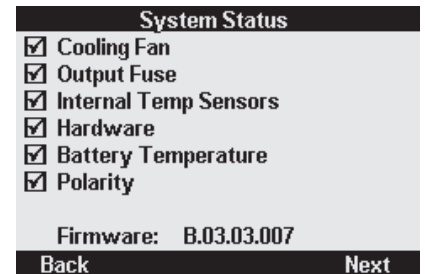 System Status
☑ Cooling Fan
☑ Output Fuse
☑ Internal Temp Sensors
☑ Hardware
☑ Battery Temperature
☑ Polarity
Firmware: B.03.03.007
Back Next